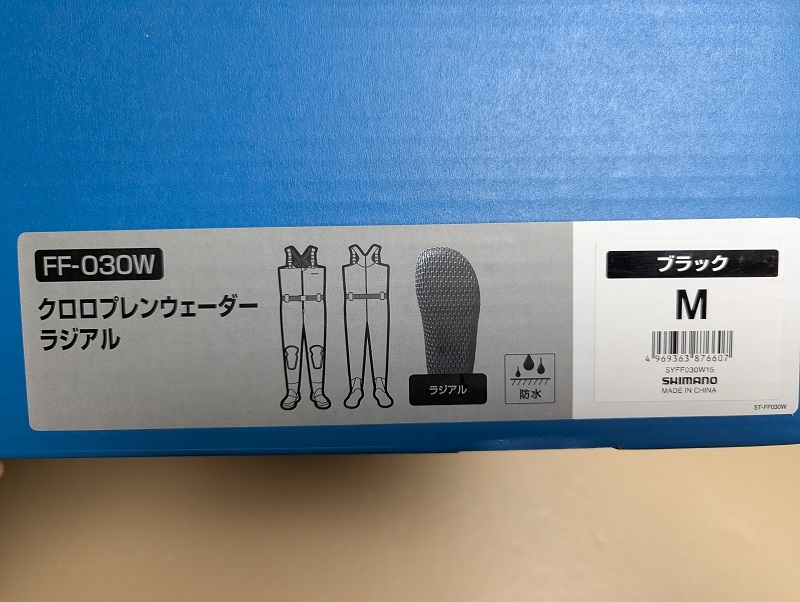 FF-030W
クロロプレンウェーダー
ラジアル
ラジアル
防水
ブラック
M
4 969363 876607
5YFF030W15
SHIMANO
MADE IN CHINA
ST-FF030W